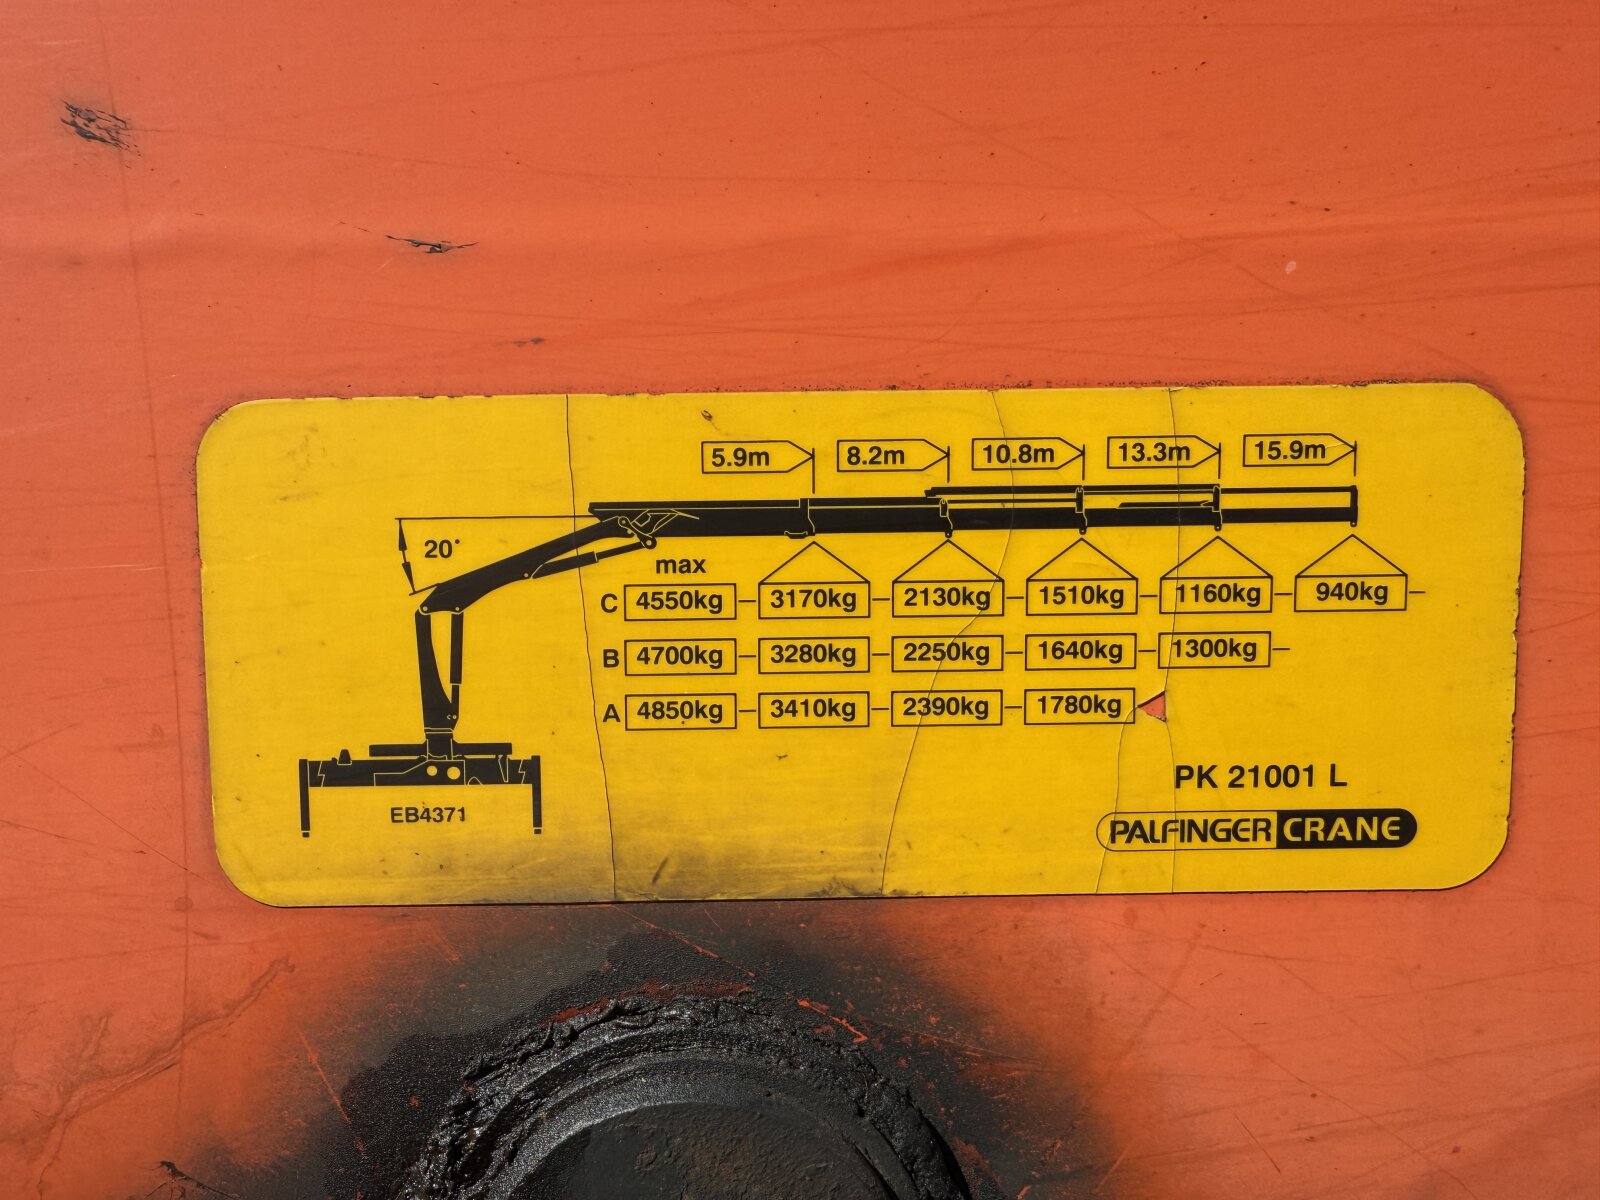 5.9m 8.2m 10.8m 13.3m 15.9m
20°
max
C 4550kg 3170kg 2130kg 1510kg 1160kg 940kg
B 4700kg 3280kg 2250kg 1640kg 1300kg
A 4850kg 3410kg 2390kg 1780kg
PK 21001 L
EB4371
PALFINGER CRANE